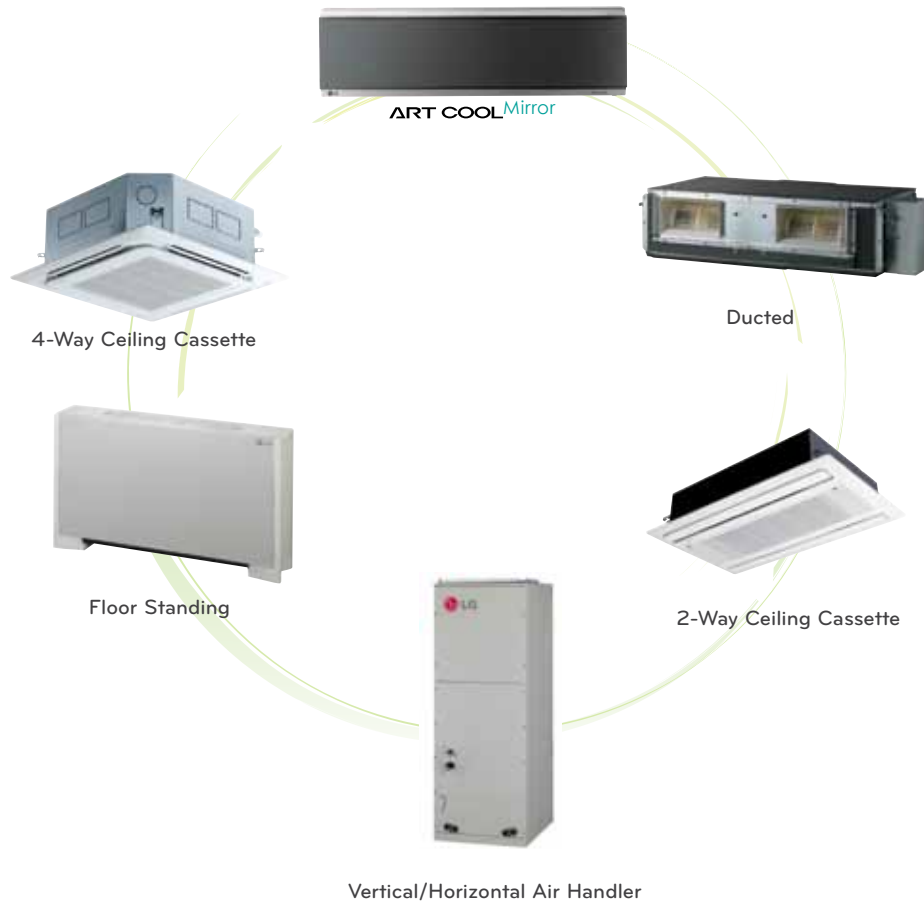 ART COOL Mirror
4-Way Ceiling Cassette
Ducted
Floor Standing
2-Way Ceiling Cassette
LG
Vertical/Horizontal Air Handler